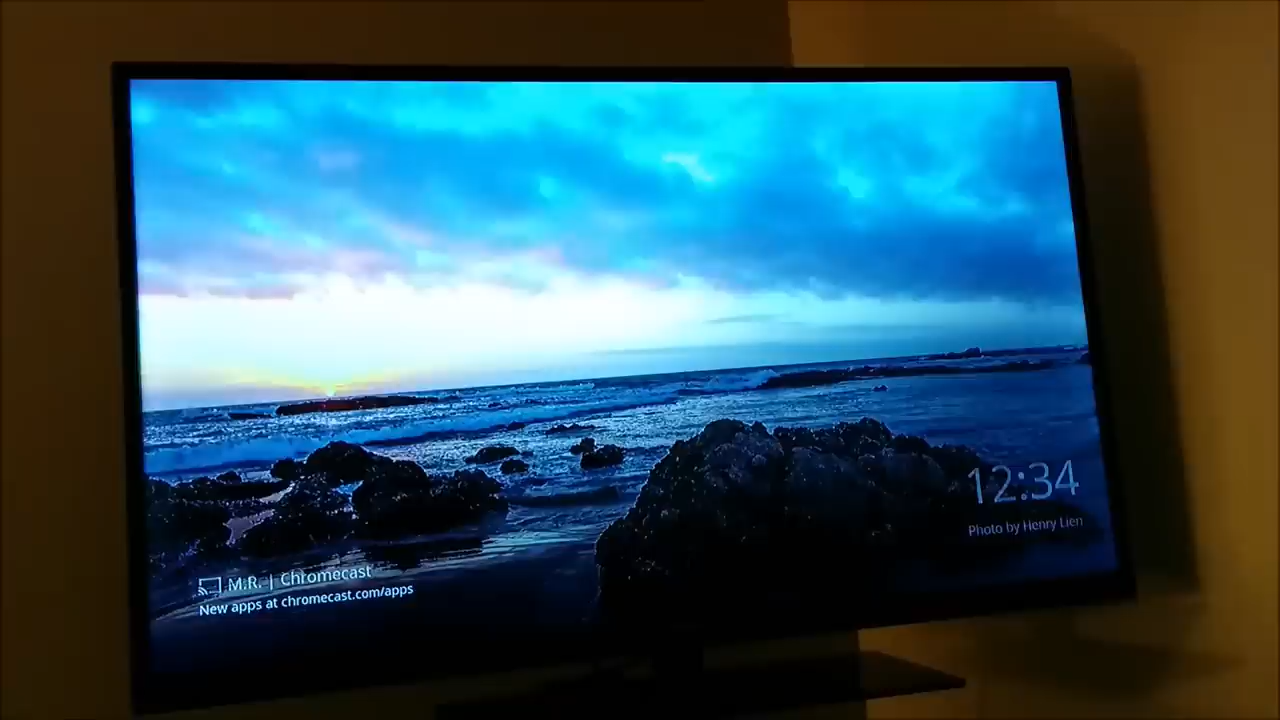 12:34
Photo by Henry Lien
M.R. | Chromecast
New apps at chromecast.com/apps